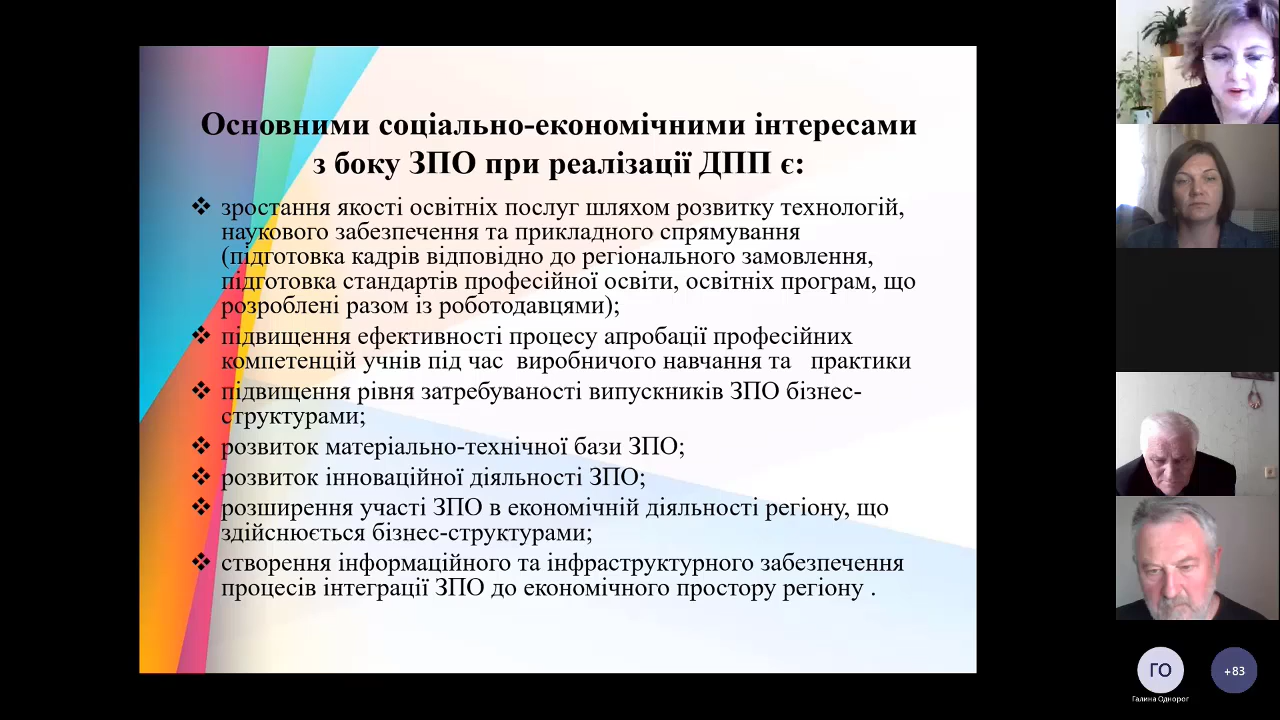 Основними соціально-економічними інтересами
з боку ЗПО при реалізації ДПП є:
❖ зростання якості освітніх послуг шляхом розвитку технологій,
наукового забезпечення та прикладного спрямування
(підготовка кадрів відповідно до регіонального замовлення,
підготовка стандартів професійної освіти, освітніх програм, що
розроблені разом із роботодавцями);
❖ підвищення ефективності процесу апробації професійних
компетенцій учнів під час виробничого навчання та практики
❖ підвищення рівня затребуваності випускників ЗПО бізнес-
структурами;
❖ розвиток матеріально-технічної бази ЗПО;
❖ розвиток інноваційної діяльності ЗПО;
❖ розширення участі ЗПО в економічній діяльності регіону, що
здійснюється бізнес-структурами;
❖ створення інформаційного та інфраструктурного забезпечення
процесів інтеграції ЗПО до економічного простору регіону .
ГО
+83
Галина Однорог